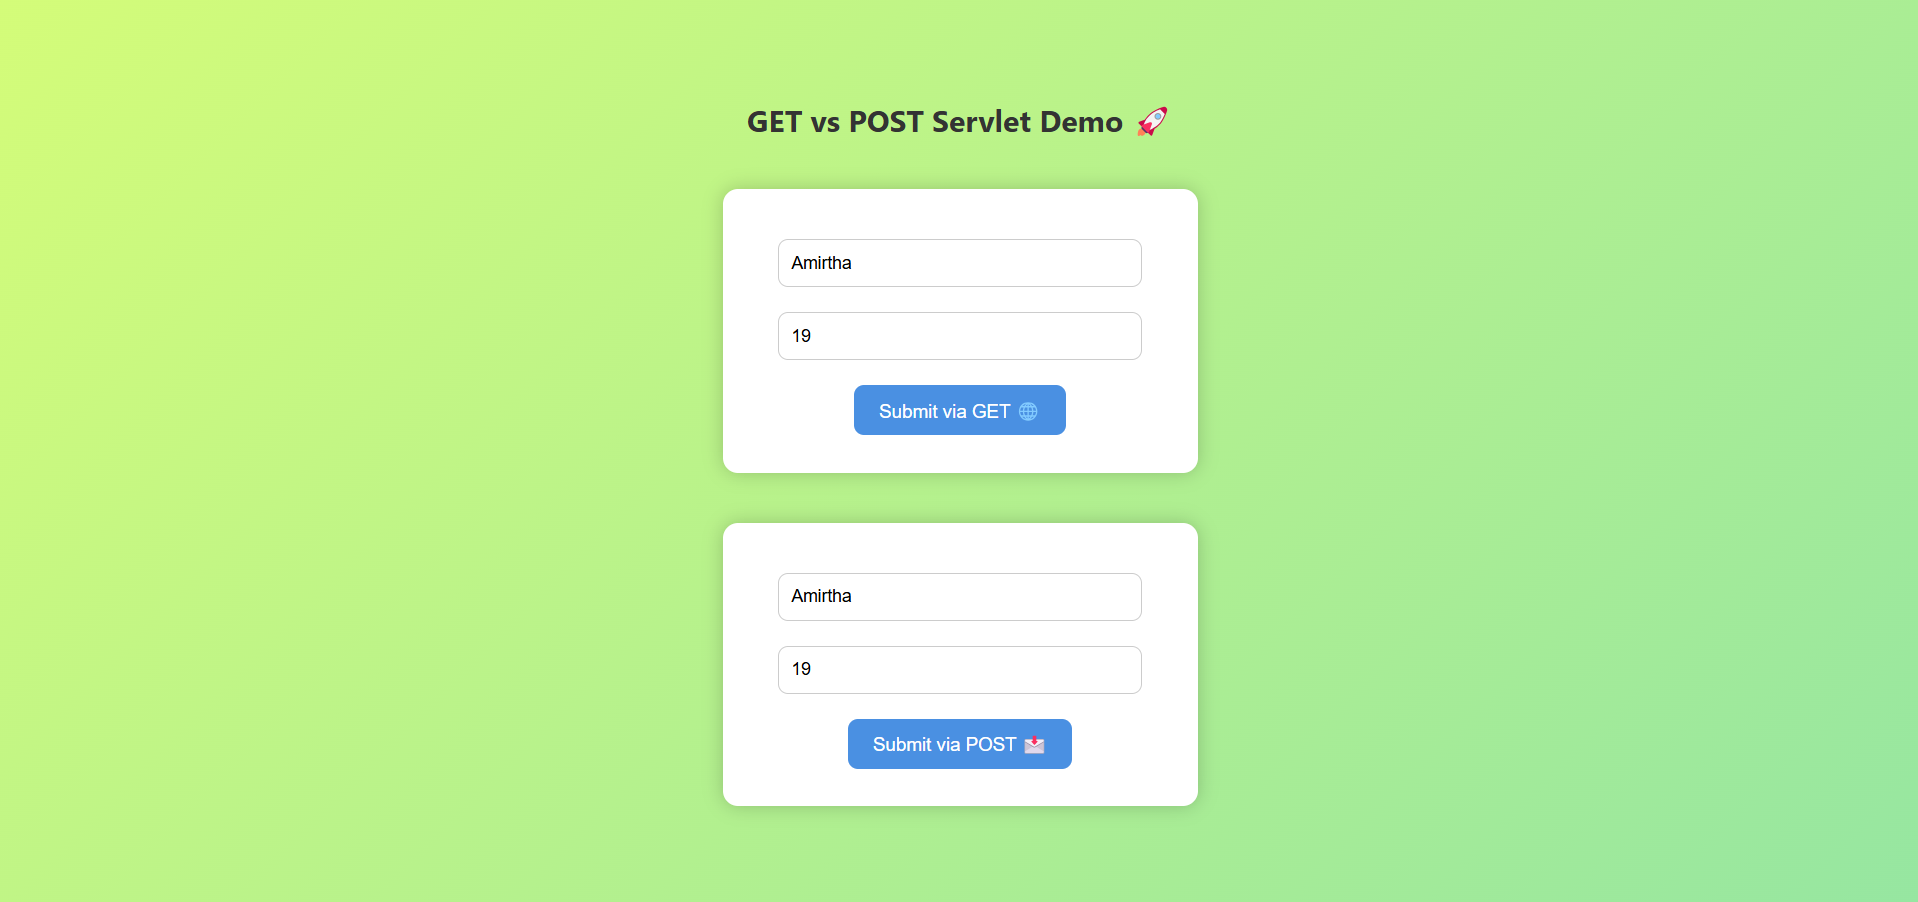 GET vs POST Servlet Demo 🚀
Amirtha
19
Submit via GET 🌐
Amirtha
19
Submit via POST 📩